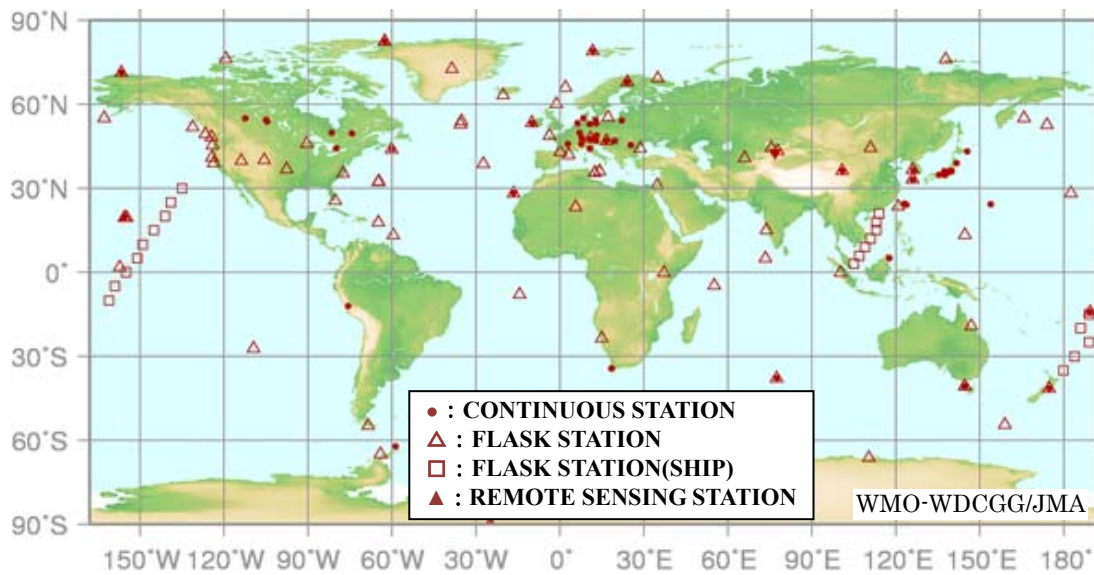 90˚N
60˚N
30˚N
0˚
30˚S
60˚S
90˚S
● : CONTINUOUS STATION
△ : FLASK STATION
□ : FLASK STATION(SHIP)
▲ : REMOTE SENSING STATION
WMO-WDCGG/JMA
150˚W 120˚W 90˚W 60˚W 30˚W 0˚ 30˚E 60˚E 90˚E 120˚E 150˚E 180˚